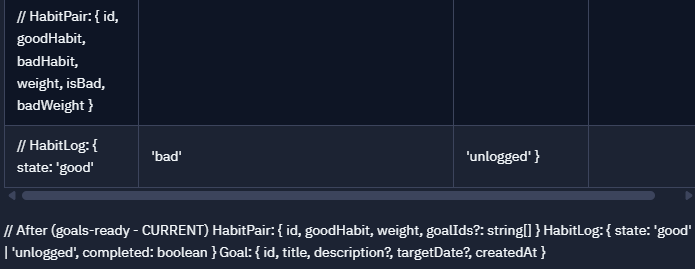 // HabitPair: { id,
goodHabit,
badHabit,
weight, isBad,
badWeight }
// HabitLog: {
state: 'good'
'bad'
'unlogged' }
// After (goals-ready - CURRENT) HabitPair: { id, goodHabit, weight, goalIds?: string[] } HabitLog: { state: 'good'
| 'unlogged', completed: boolean } Goal: { id, title, description?, targetDate?, createdAt }